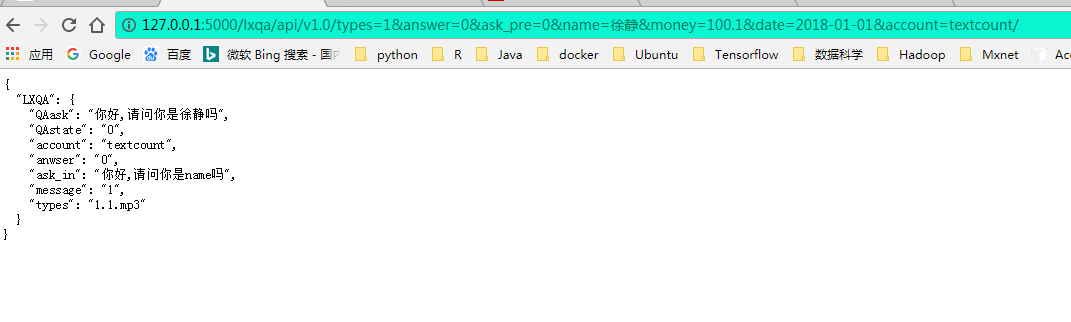 127.0.0.1:5000/lxqa/api/v1.0/types=1&answer=0&ask_pre=0&name=徐静&money=100.1&date=2018-01-01&account=textcount/
应用 Google 百度 微软 Bing 搜索 - 国 python R Java docker Ubuntu Tensorflow 数据科学 Hadoop Mxnet
{
"LXQA": {
"QAask": "你好,请问你是徐静吗",
"QAstate": "0",
"account": "textcount",
"anwser": "0",
"ask_in": "你好,请问你是name吗",
"message": "1",
"types": "1.1.mp3"
}
}